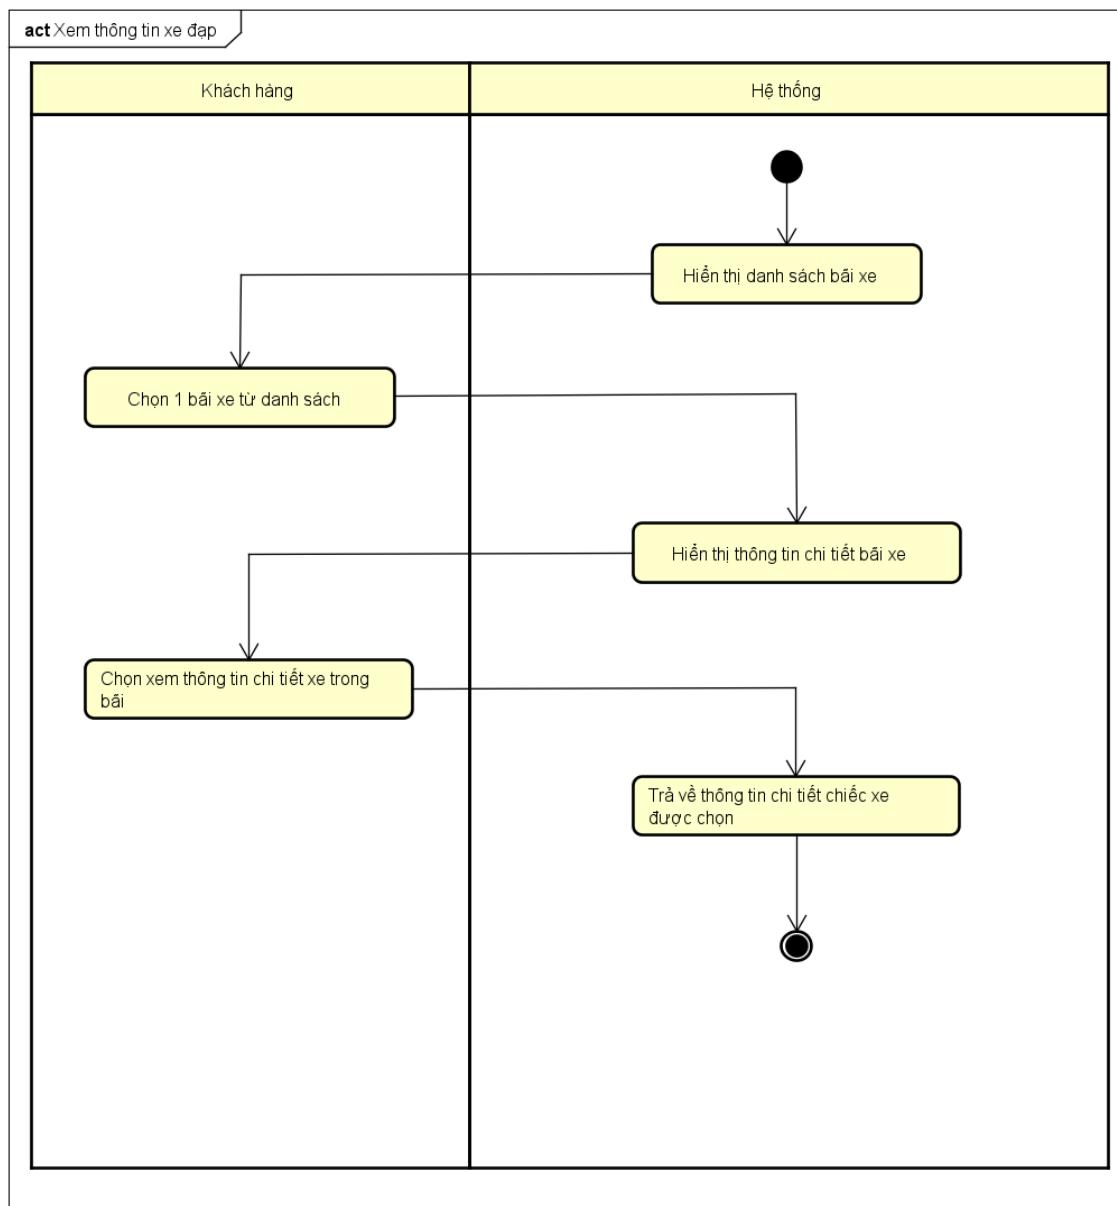 act Xem thông tin xe đạp
Khách hàng
Hệ thống
Hiển thị danh sách bãi xe
Chọn 1 bãi xe từ danh sách
Hiển thị thông tin chi tiết bãi xe
Chọn xem thông tin chi tiết xe trong
bãi
Trả về thông tin chi tiết chiếc xe
được chọn